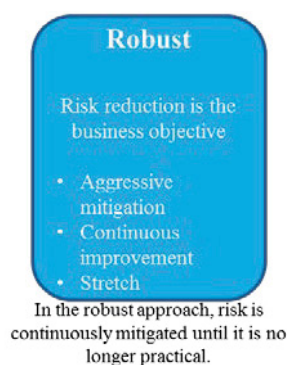 Robust
Risk reduction is the
business objective
• Aggressive
mitigation
• Continuous
improvement
• Stretch
In the robust approach, risk is
continuously mitigated until it is no
longer practical.